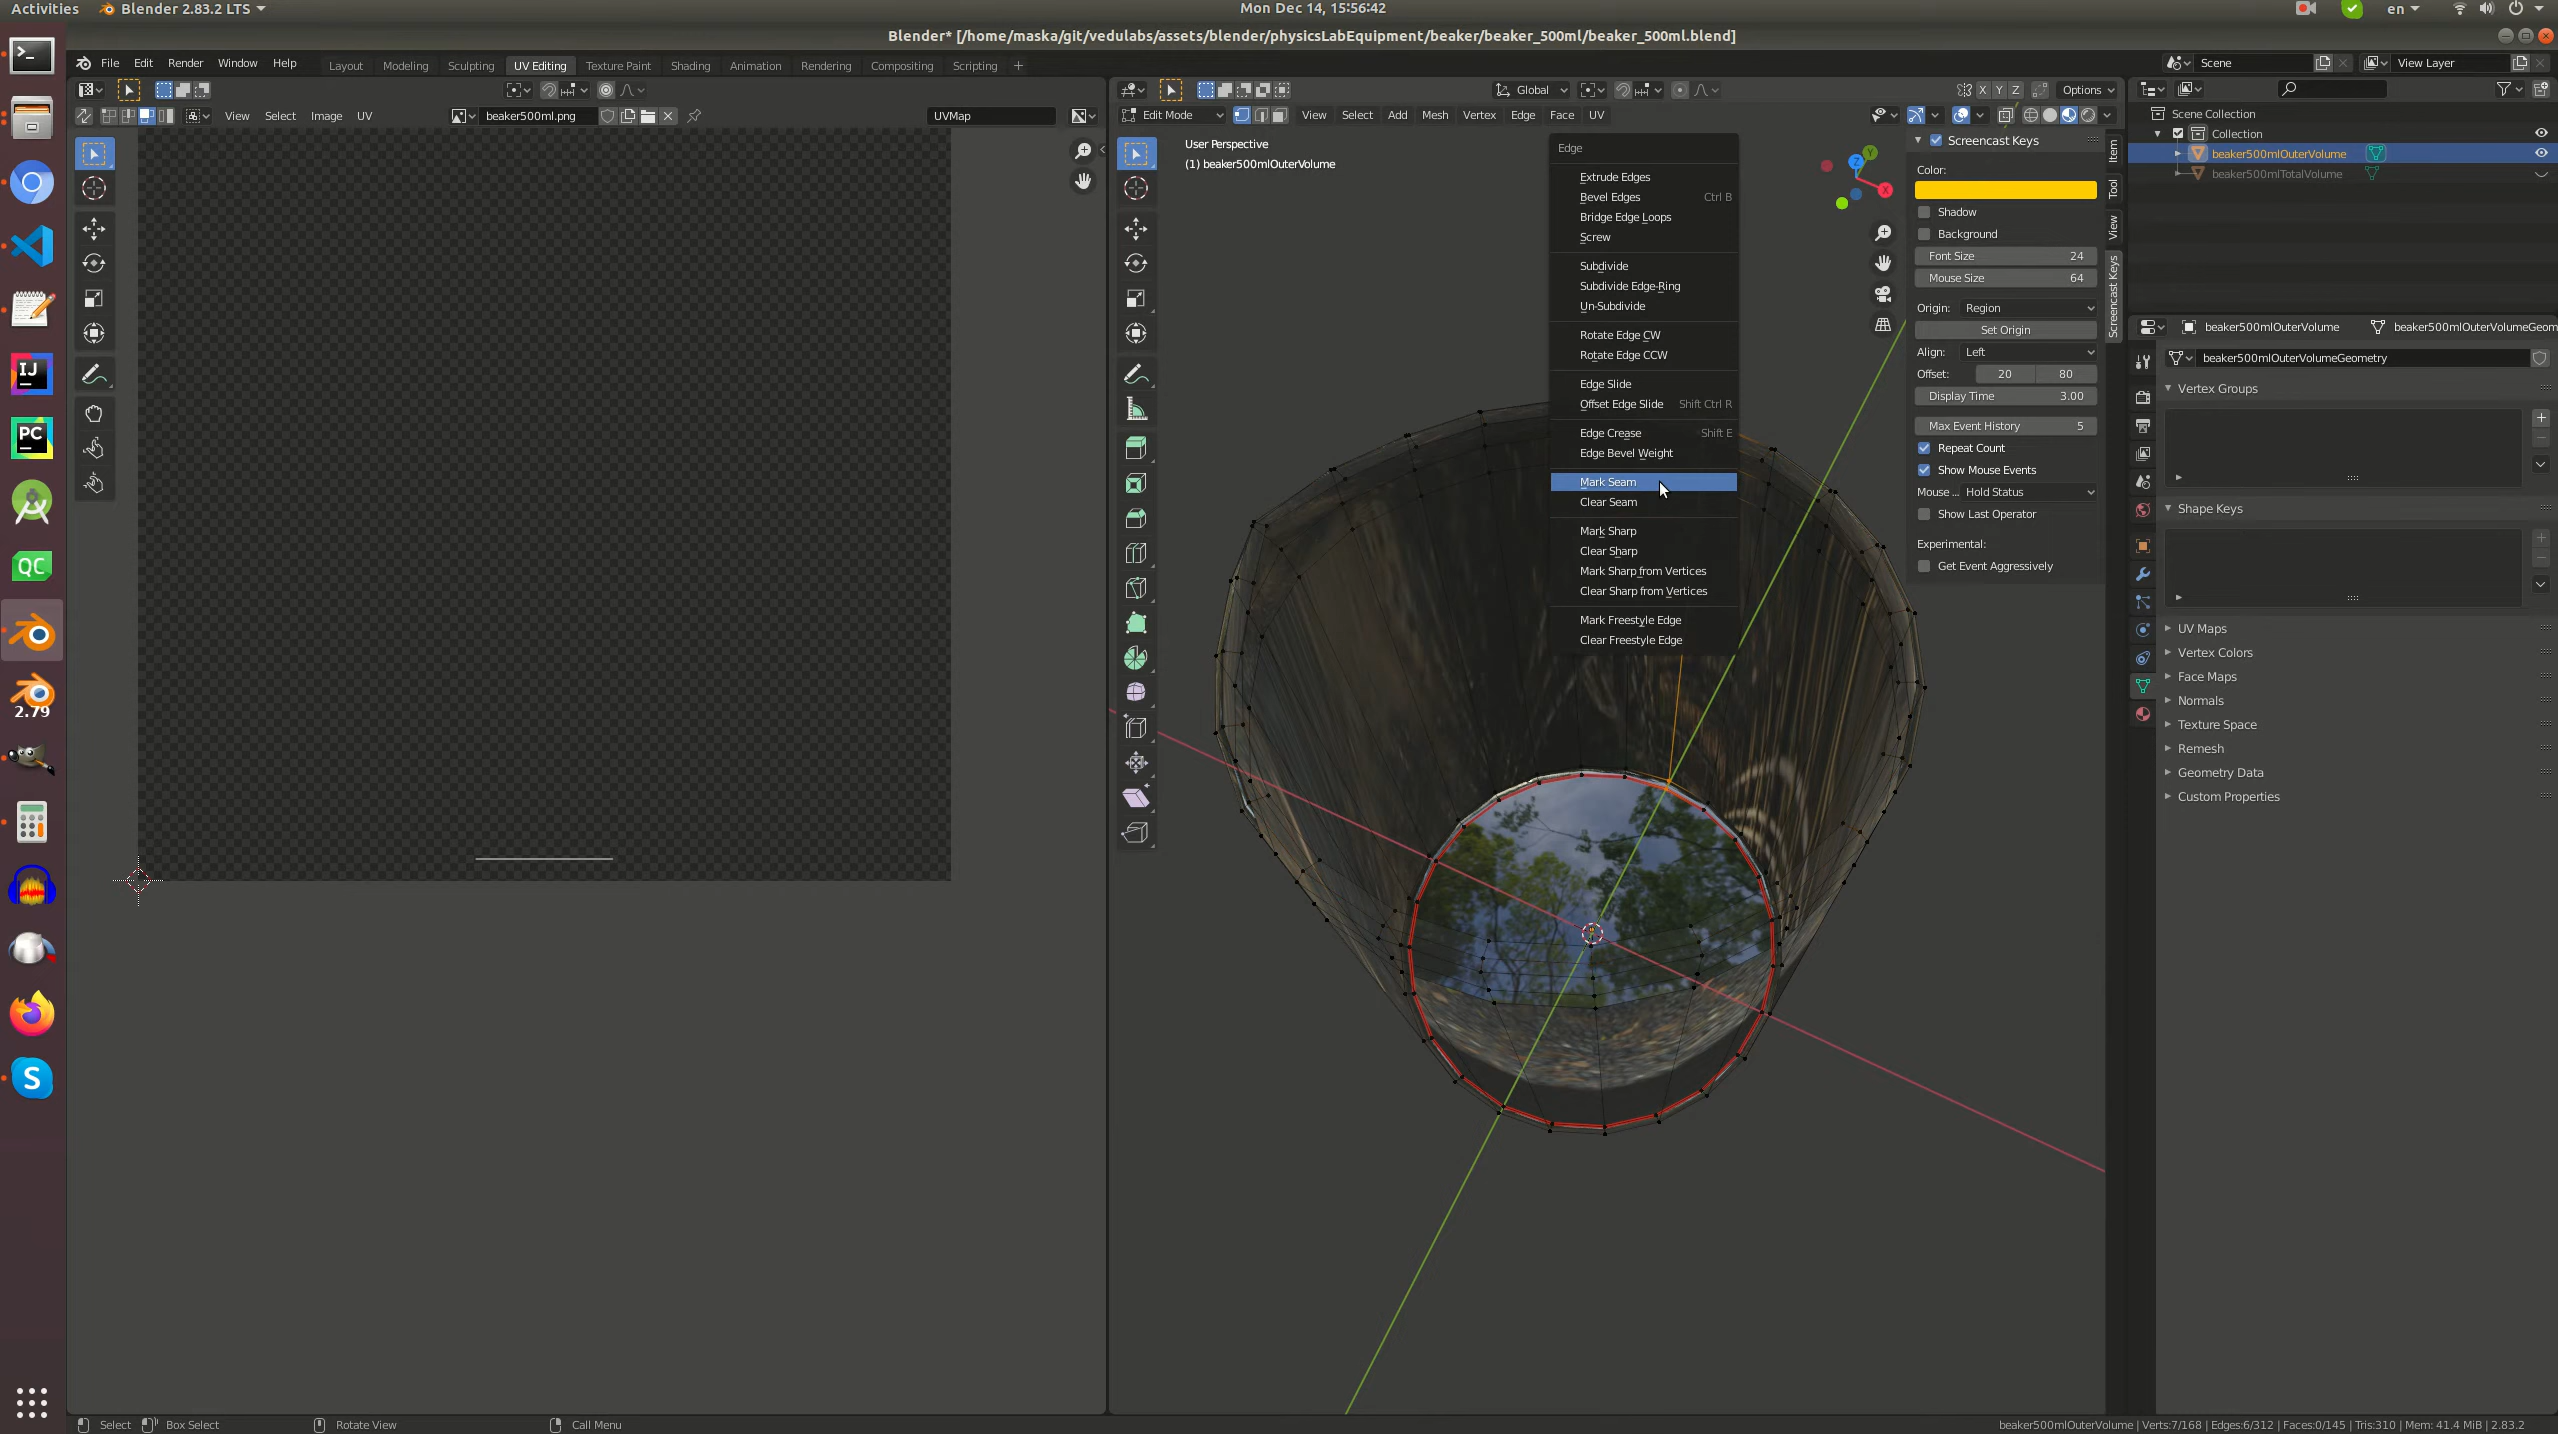 Activities Blender 2.83.2 LTS Mon Dec 14, 15:56:42 en
Blender* [/home/maska/git/vedulabs/assets/blender/physicsLabEquipment/beaker/beaker_500ml/beaker_500ml.blend]
File Edit Render Window Help Layout Modeling Sculpting UV Editing Texture Paint Shading Animation Rendering Compositing Scripting + Scene View Layer
Global X Y Z Options
View Select Image UV beaker500ml.png UVMap Edit Mode View Select Add Mesh Vertex Edge Face UV
Scene Collection
Collection
beaker500mlOuterVolume
beaker500mlTotalVolume
User Perspective
(1) beaker500mlOuterVolume
Edge
Extrude Edges
Bevel Edges Ctrl B
Bridge Edge Loops
Screw
Subdivide
Subdivide Edge-Ring
Un-Subdivide
Rotate Edge CW
Rotate Edge CCW
Edge Slide
Offset Edge Slide Shift Ctrl R
Edge Crease Shift E
Edge Bevel Weight
Mark Seam
Clear Seam
Mark Sharp
Clear Sharp
Mark Sharp from Vertices
Clear Sharp from Vertices
Mark Freestyle Edge
Clear Freestyle Edge
Z Y X
Screencast Keys
Color:
Shadow
Background
Font Size 24
Mouse Size 64
Origin: Region
Set Origin
Align: Left
Offset: 20 80
Display Time 3.00
Max Event History 5
Repeat Count
Show Mouse Events
Mouse ... Hold Status
Show Last Operator
Experimental:
Get Event Aggressively
Item
Tool
View
Screencast Keys
beaker500mlOuterVolume beaker500mlOuterVolumeGeom
beaker500mlOuterVolumeGeometry
Vertex Groups
Shape Keys
UV Maps
Vertex Colors
Face Maps
Normals
Texture Space
Remesh
Geometry Data
Custom Properties
IJ
PC
QC
2.79
S
Select Box Select Rotate View Call Menu beaker500mlOuterVolume | Verts:7/168 | Edges:6/312 | Faces:0/145 | Tris:310 | Mem: 41.4 MiB | 2.83.2